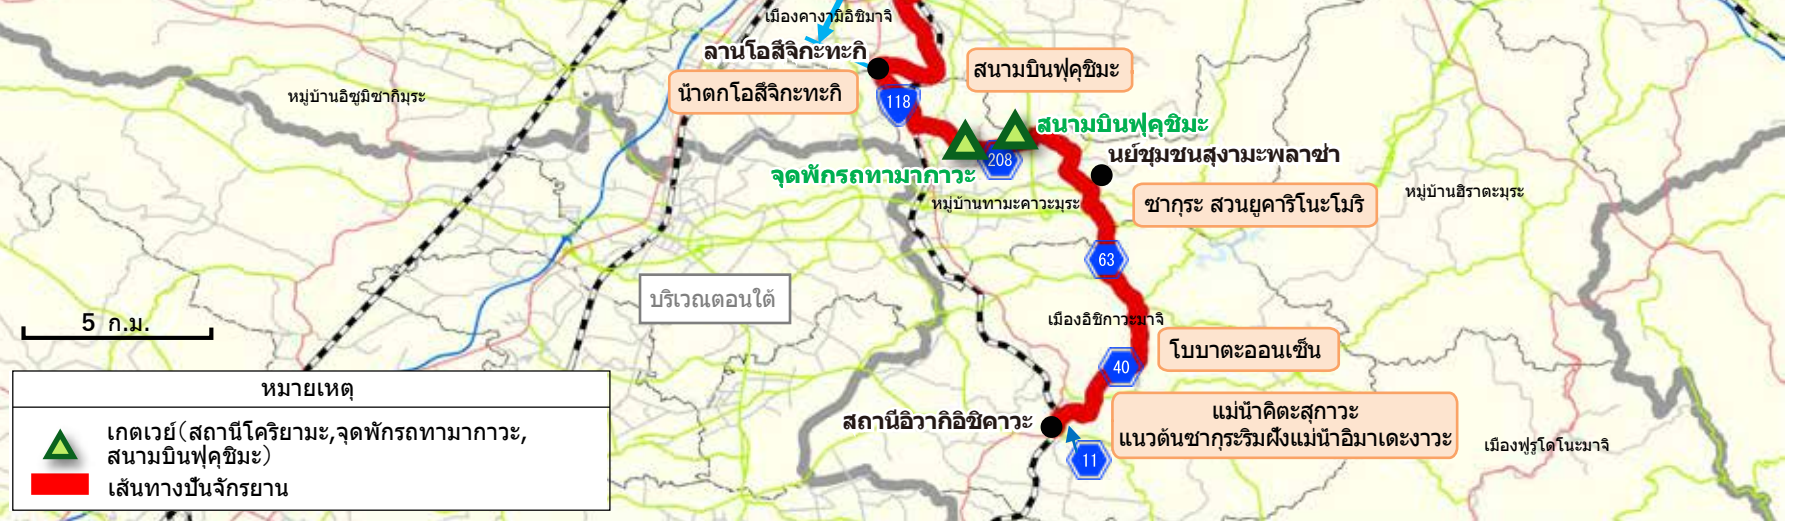 เมืองคางามิอิชิมาจิ
ลานโอสึจิกะทะกิ
สนามบินฟุคุชิมะ
น้ำตกโอสึจิกะทะกิ
หมู่บ้านอิซูมิซากิมุระ
118
สนามบินฟุคุชิมะ
208
นย์ชุมชนสุงามะพลาซ่า
จุดพักรถทามากาวะ
หมู่บ้านทามะคาวะมุระ
ซากุระ สวนยูคาริโนะโมริ
หมู่บ้านฮิราตะมุระ
63
บริเวณตอนใต้
5 ก.ม.
เมืองอิชิกาวะมาจิ
โบบาตะออนเซ็น
40
หมายเหตุ
เกตเวย์(สถานีโคริยามะ,จุดพักรถทามากาวะ,
สนามบินฟุคุชิมะ)
เส้นทางปั่นจักรยาน
สถานีอิวากิอิชิคาวะ
แม่น้ำคิตะสุกาวะ
แนวต้นซากุระริมฝั่งแม่น้ำอิมาเดะงาวะ
เมืองฟุรุโดโนะมาจิ
11